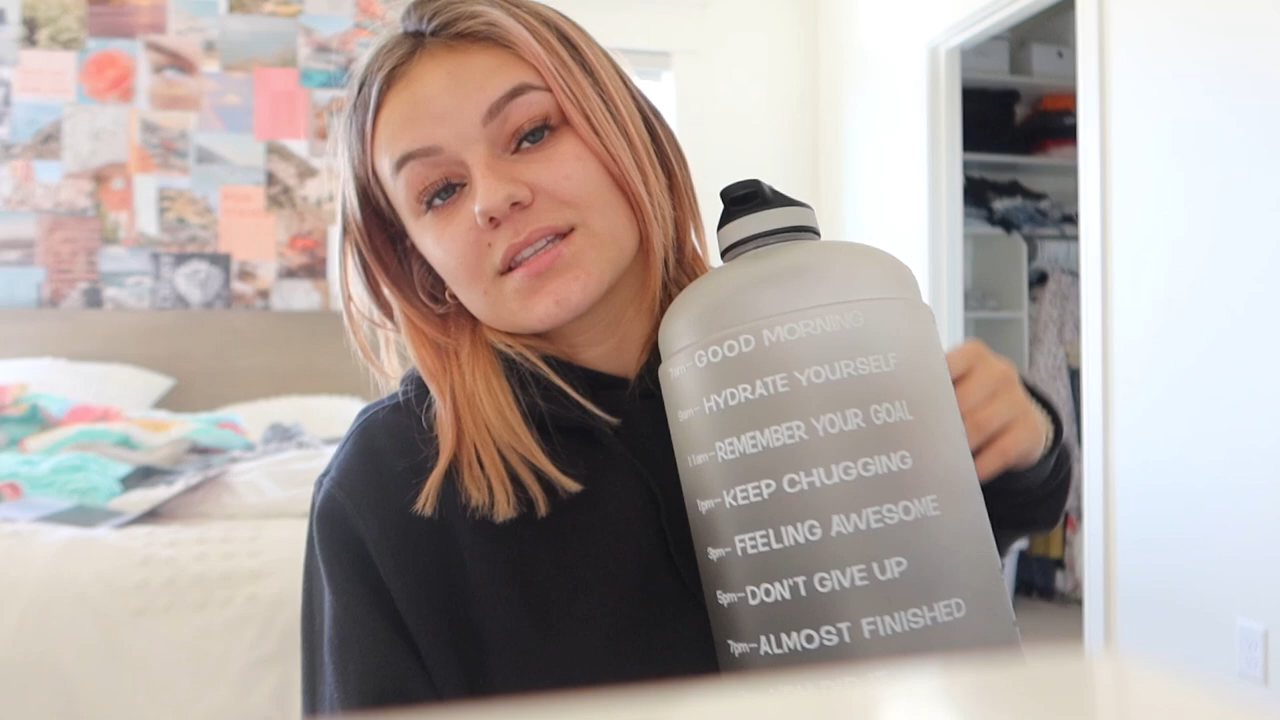 7am–GOOD MORNING
9am–HYDRATE YOURSELF
11am–REMEMBER YOUR GOAL
1pm–KEEP CHUGGING
3pm–FEELING AWESOME
5pm–DON'T GIVE UP
7pm–ALMOST FINISHED